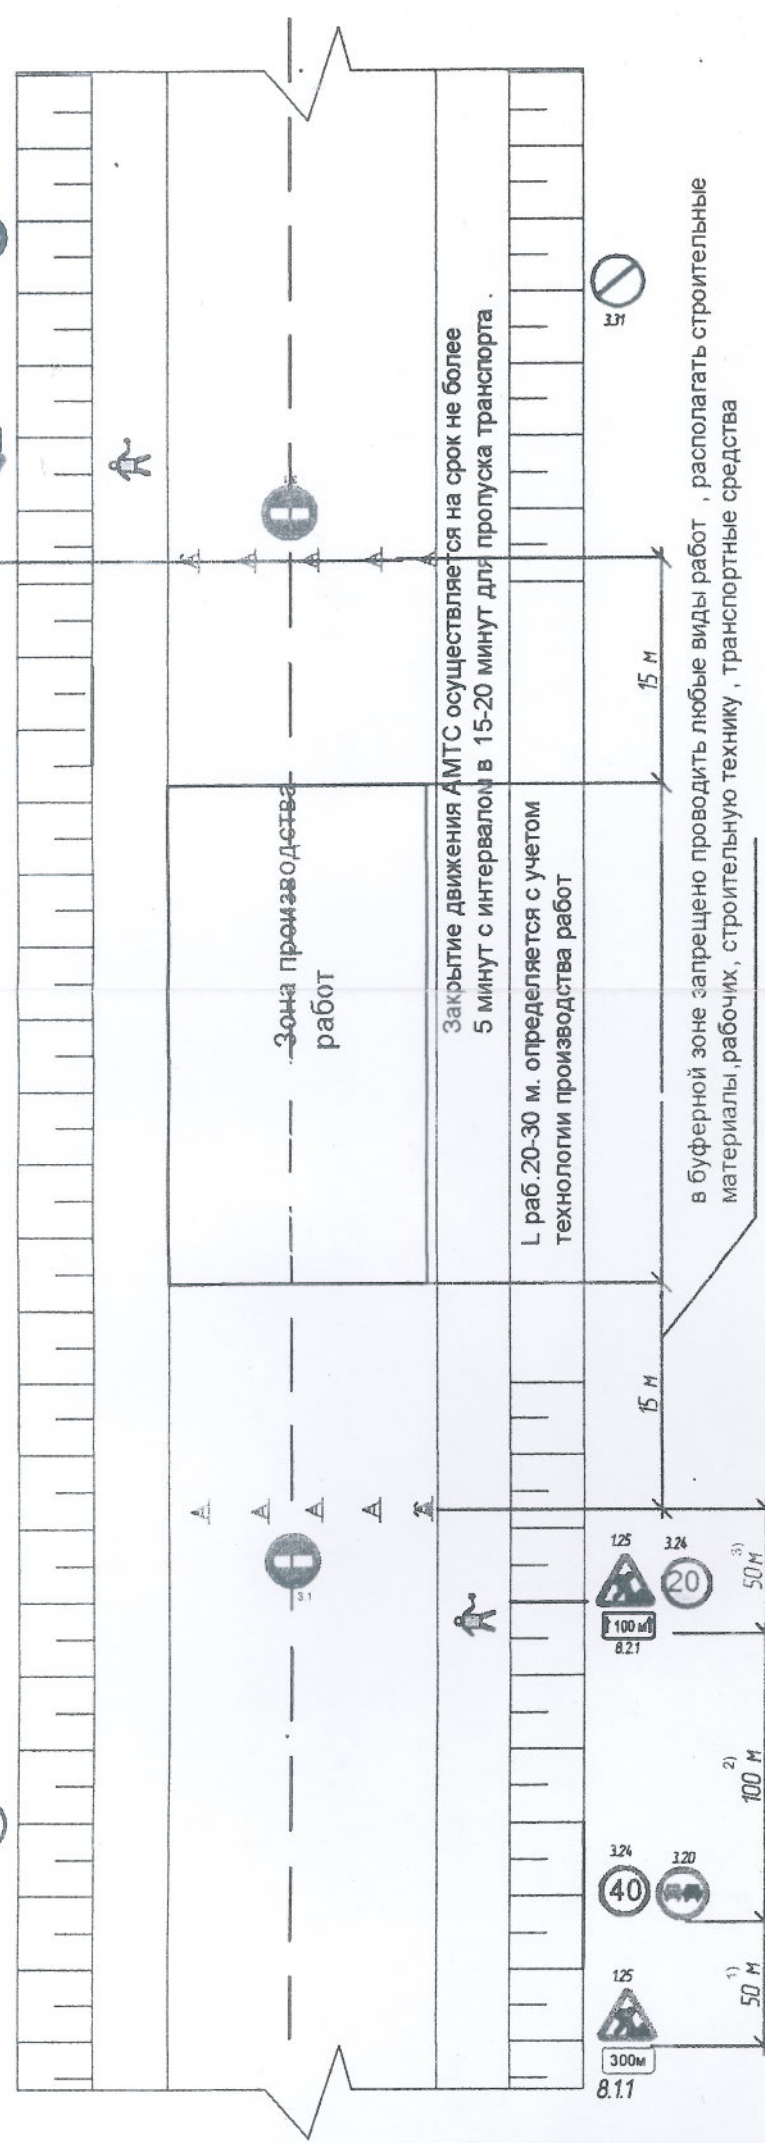 Зона производства
работ
Закрытие движения АМТС осуществляется на срок не более
5 минут с интервалом в 15-20 минут для пропуска транспорта .
L раб.20-30 м. определяется с учетом
технологии производства работ
15 м
15 м
в буферной зоне запрещено проводить любые виды работ , располагать строительные
материалы,рабочих, строительную технику , транспортные средства
3.1
3.31
1.25
3.24
20
100 м
8.2.1
50 м 3)
100 м 2)
3.24
40
3.20
1.25
300м
8.1.1
50 м 1)